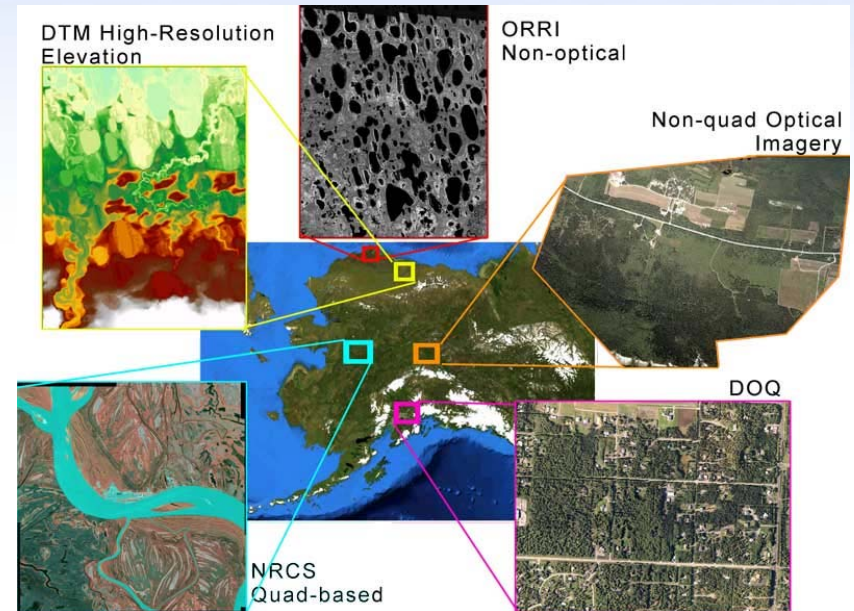 DTM High-Resolution
Elevation
ORRI
Non-optical
Non-quad Optical
Imagery
DOQ
NRCS
Quad-based